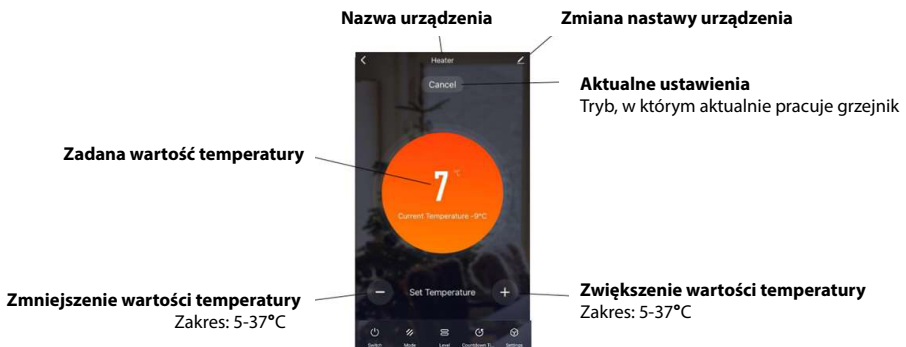 Nazwa urządzenia
Zmiana nastawy urządzenia
Heater
Cancel
Aktualne ustawienia
Tryb, w którym aktualnie pracuje grzejnik
Zadana wartość temperatury
7 °C
Current Temperature -9°C
Zmniejszenie wartości temperatury
Zakres: 5-37°C
Set Temperature
Zwiększenie wartości temperatury
Zakres: 5-37°C
Switch Mode Level Countdown Ti... Settings